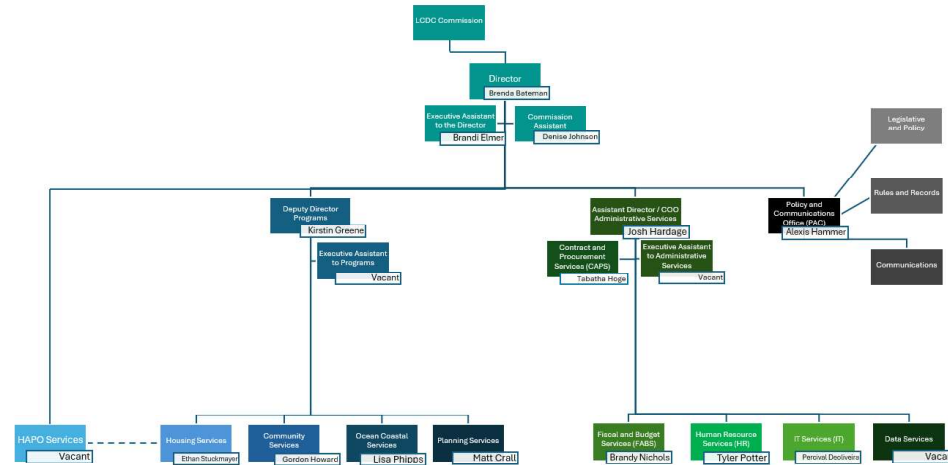 LCDC Commission
Director
Brenda Bateman
Executive Assistant
to the Director
Brandi Elmer
Commission
Assistant
Denise Johnson
Legislative
and Policy
Rules and Records
Communications
Deputy Director
Programs
Kirstin Greene
Executive Assistant
to Programs
Vacant
Assistant Director / COO
Administrative Services
Josh Hardage
Contract and
Procurement
Services (CAPS)
Tabatha Hoge
Executive Assistant
to Administrative
Services
Vacant
Policy and
Communications
Office (PAC)
Alexis Hammer
HAPO Services
Vacant
Housing Services
Ethan Stuckmayer
Community
Services
Gordon Howard
Ocean Coastal
Services
Lisa Phipps
Planning Services
Matt Crall
Fiscal and Budget
Services (FABS)
Brandy Nichols
Human Resource
Services (HR)
Tyler Potter
IT Services (IT)
Percival Deoliveira
Data Services